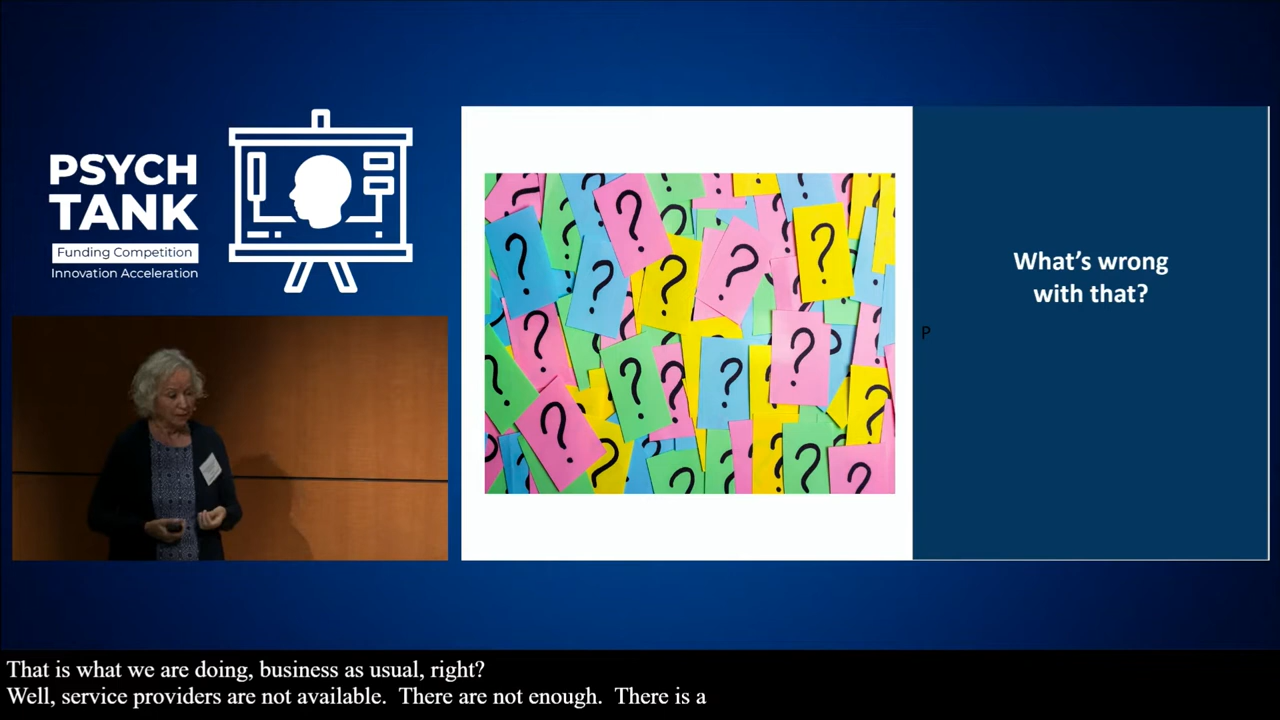 PSYCH
TANK
Funding Competition
Innovation Acceleration
What's wrong
with that?
P
That is what we are doing, business as usual, right?
Well, service providers are not available.  There are not enough.  There is a